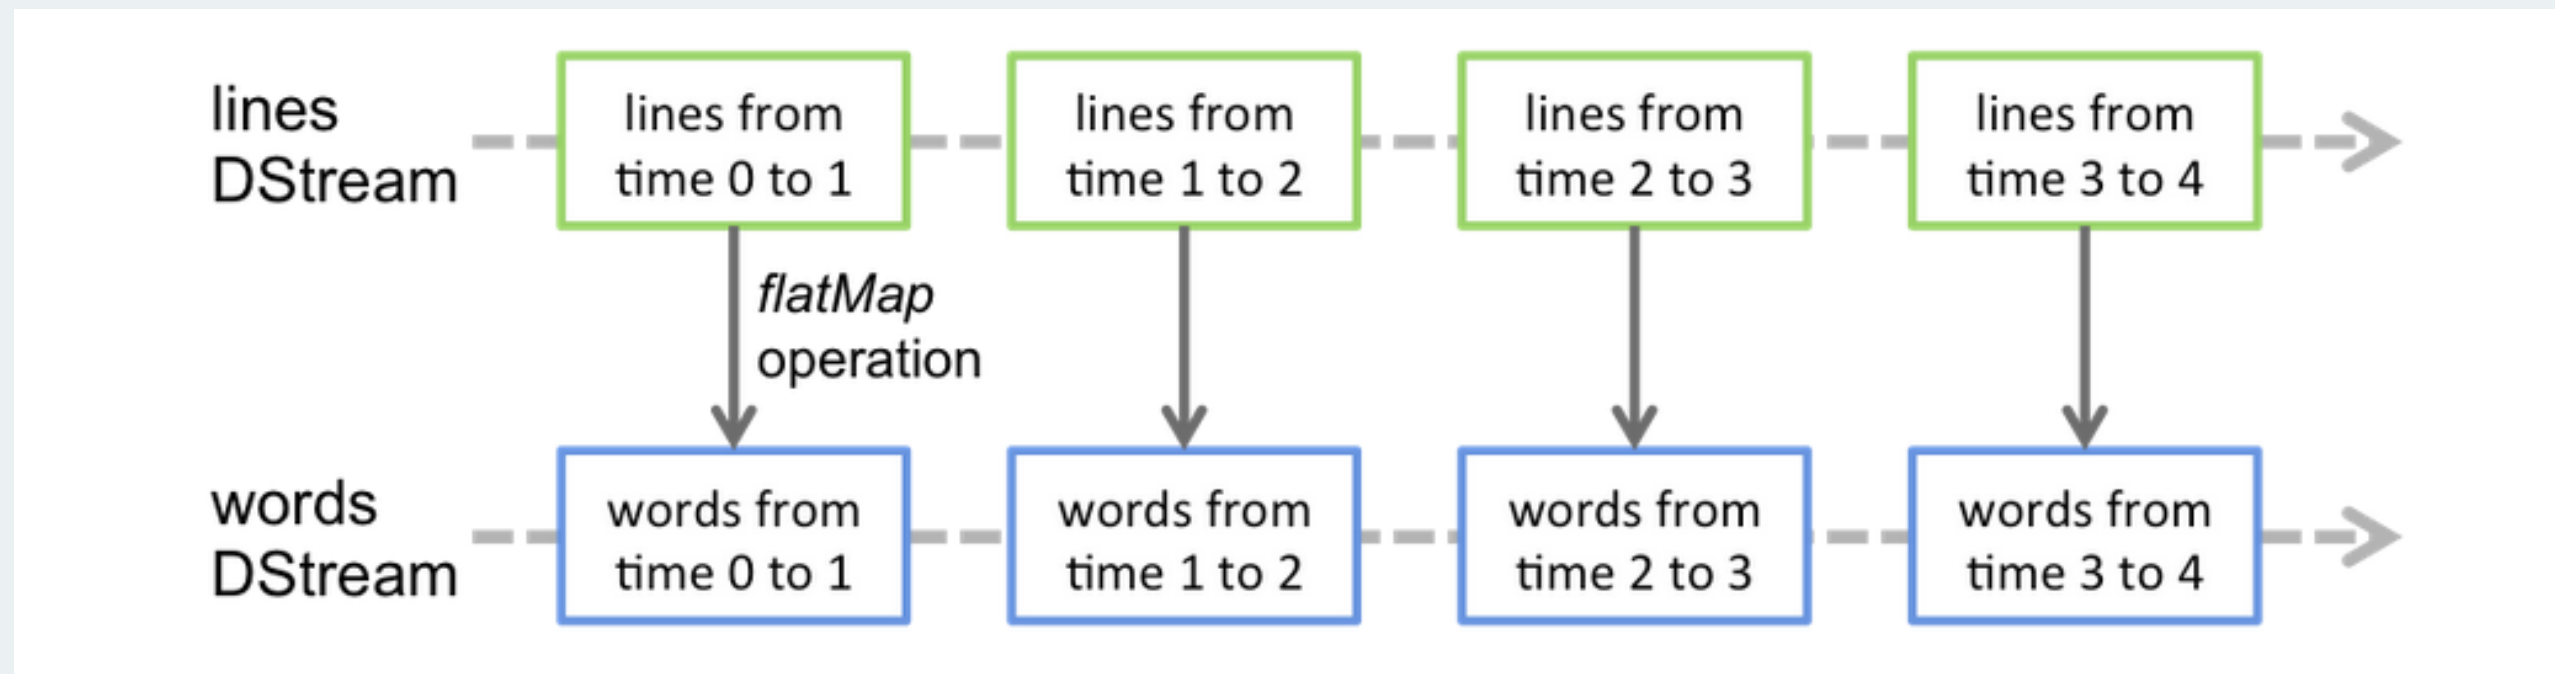 lines
DStream
lines from
time 0 to 1
lines from
time 1 to 2
lines from
time 2 to 3
lines from
time 3 to 4
flatMap
operation
words
DStream
words from
time 0 to 1
words from
time 1 to 2
words from
time 2 to 3
words from
time 3 to 4